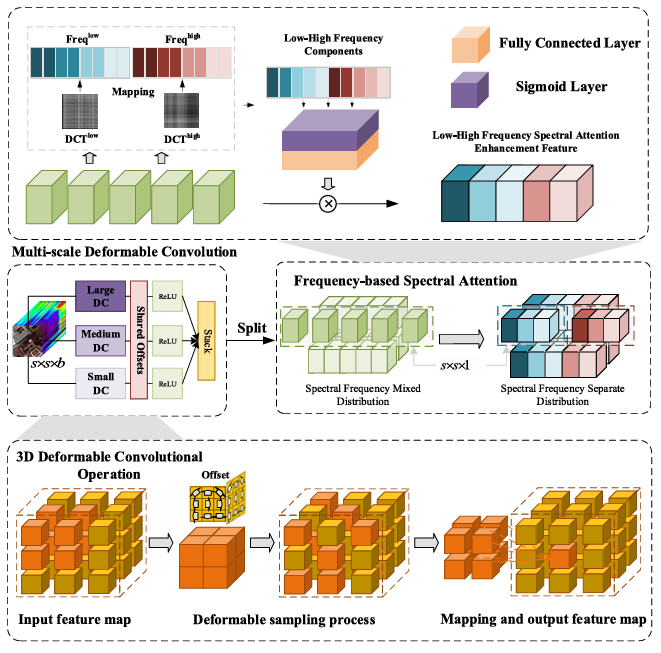 Freq^low
Freq^high
Mapping
DCT^low
DCT^high
Low-High Frequency
Components
Fully Connected Layer
Sigmoid Layer
Low-High Frequency Spectral Attention
Enhancement Feature
Multi-scale Deformable Convolution
Large
DC
Medium
DC
Small
DC
s×s×b
Shared Offsets
ReLU
ReLU
ReLU
Stack
Split
Frequency-based Spectral Attention
s×s×1
Spectral Frequency Mixed
Distribution
Spectral Frequency Separate
Distribution
3D Deformable Convolutional
Operation
Offset
Input feature map
Deformable sampling process
Mapping and output feature map